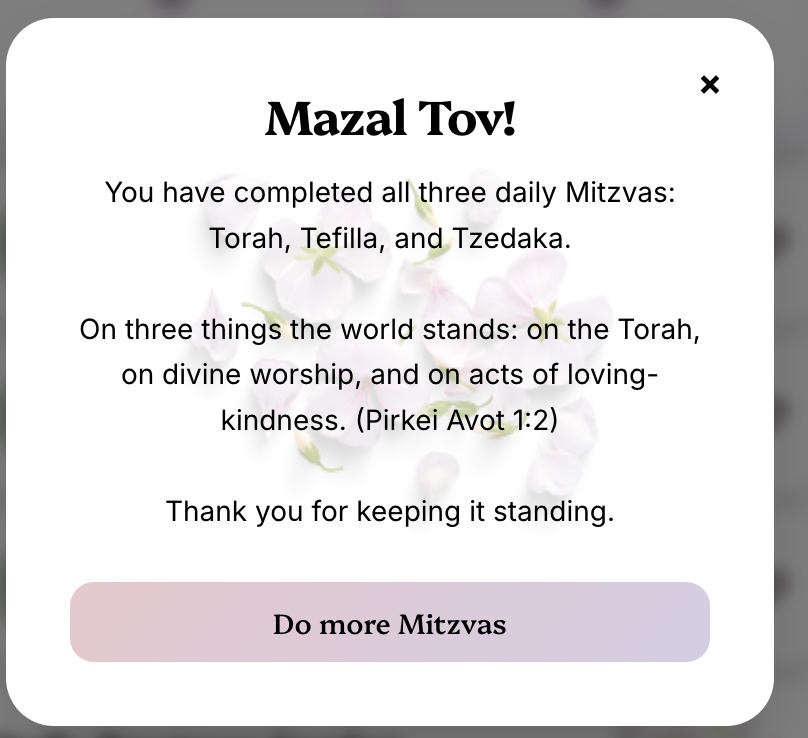 Mazal Tov!
You have completed all three daily Mitzvas:
Torah, Tefilla, and Tzedaka.
On three things the world stands: on the Torah,
on divine worship, and on acts of loving-
kindness. (Pirkei Avot 1:2)
Thank you for keeping it standing.
Do more Mitzvas